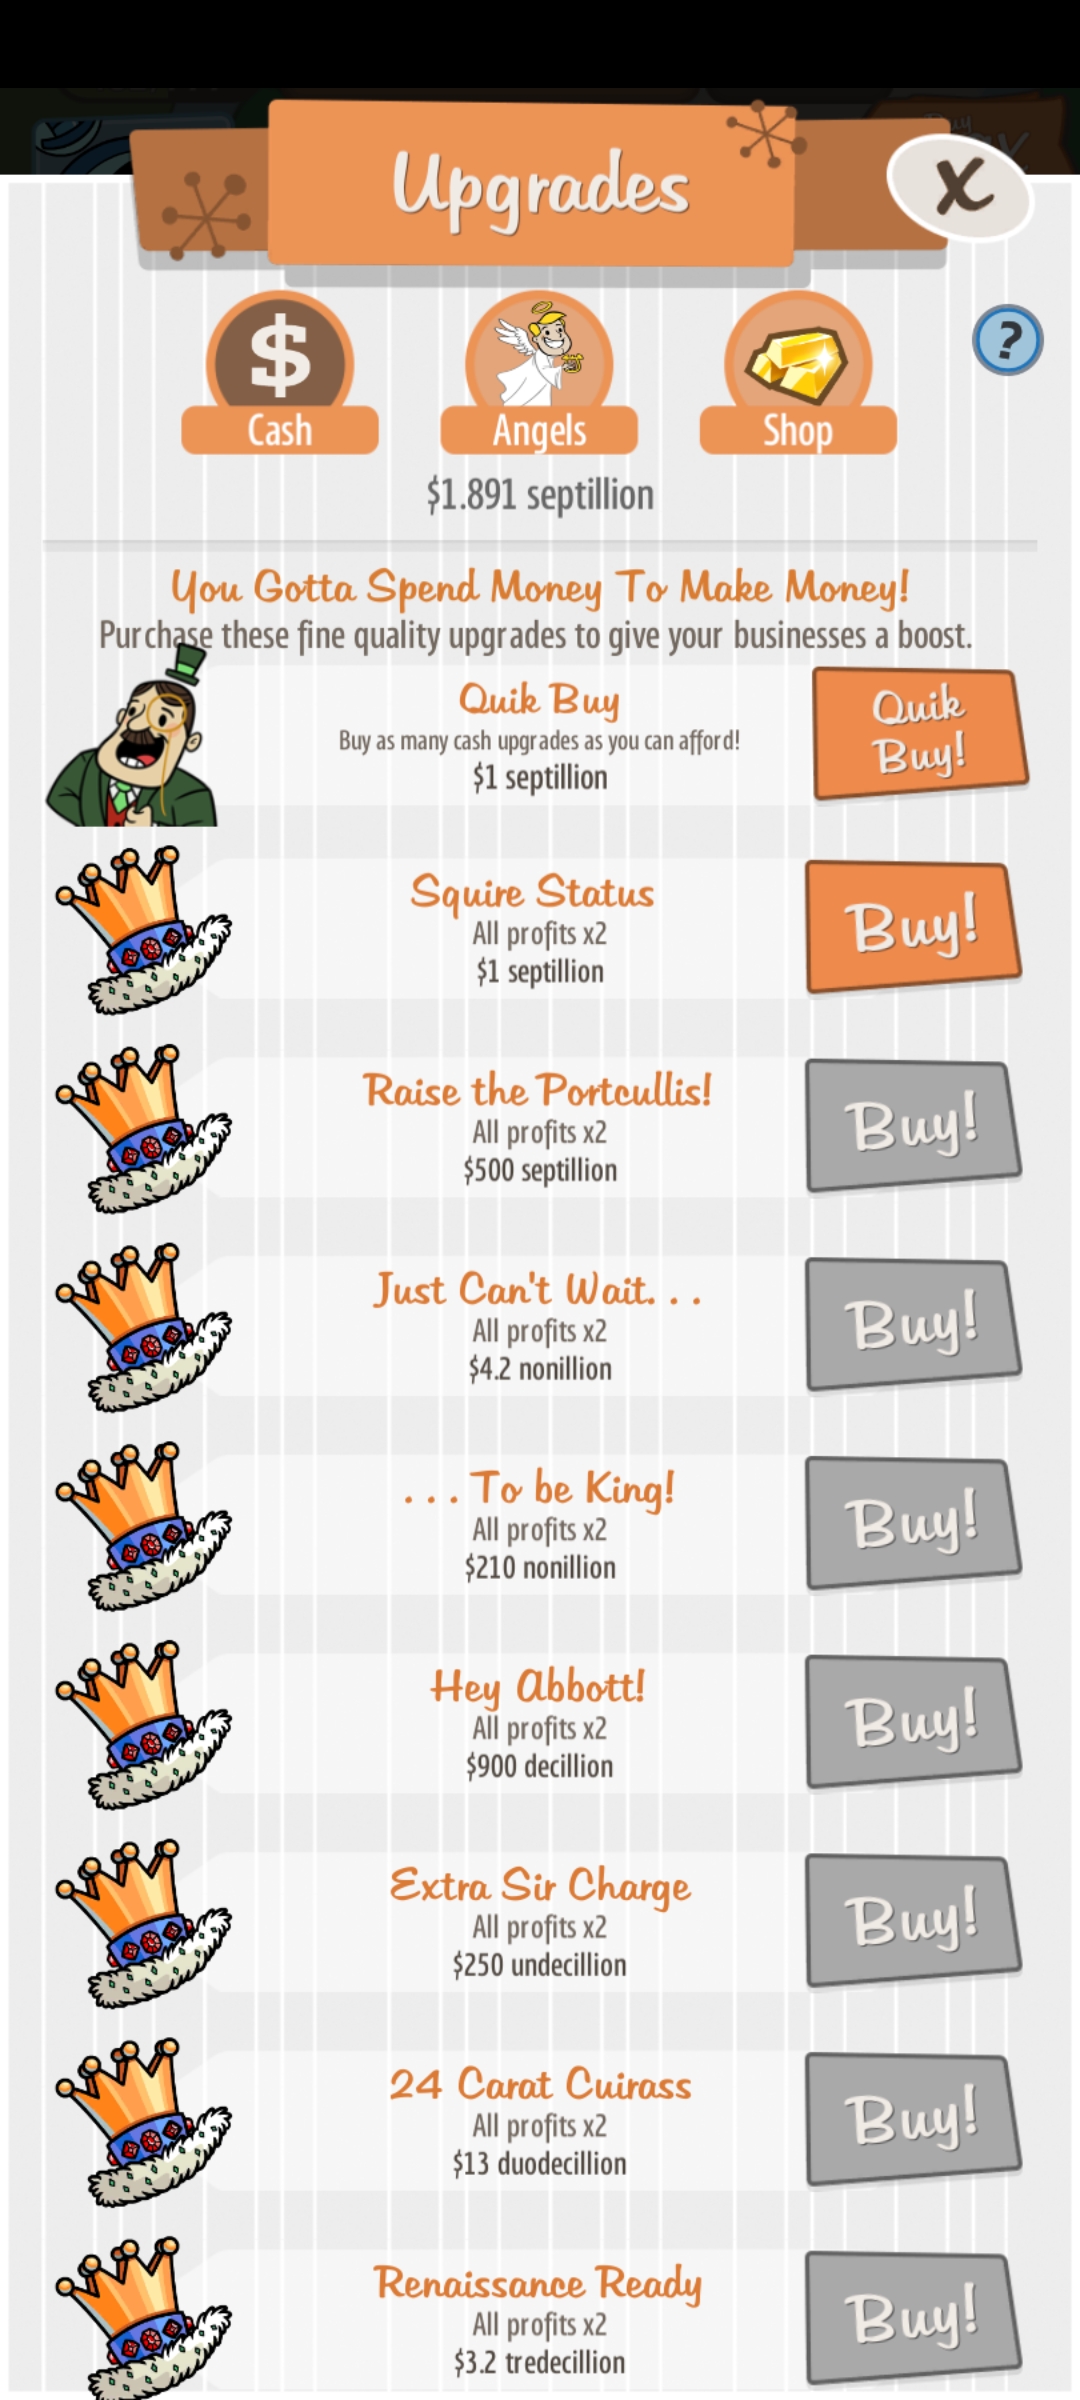 Upgrades
X
?
$
Cash
Angels
Shop
$1.891 septillion
You Gotta Spend Money To Make Money!
Purchase these fine quality upgrades to give your businesses a boost.
Quik Buy
Buy as many cash upgrades as you can afford!
$1 septillion
Quik
Buy!
Squire Status
All profits x2
$1 septillion
Buy!
Raise the Portcullis!
All profits x2
$500 septillion
Buy!
Just Can't Wait. . .
All profits x2
$4.2 nonillion
Buy!
. . . To be King!
All profits x2
$210 nonillion
Buy!
Hey Abbott!
All profits x2
$900 decillion
Buy!
Extra Sir Charge
All profits x2
$250 undecillion
Buy!
24 Carat Cuirass
All profits x2
$13 duodecillion
Buy!
Renaissance Ready
All profits x2
$3.2 tredecillion
Buy!